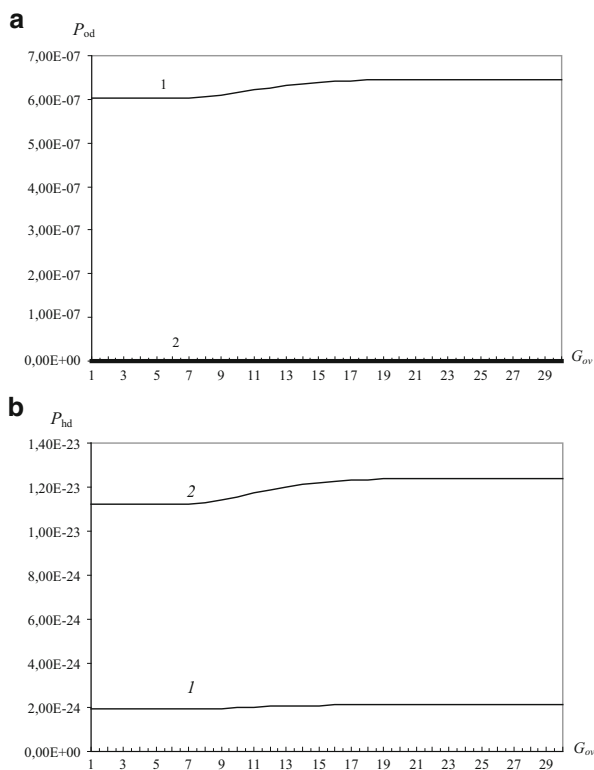 a
P_od
7,00E-07
1
6,00E-07
5,00E-07
4,00E-07
4,00E-07
3,00E-07
2,00E-07
1,00E-07
2
0,00E+00
G_ov
1 3 5 7 9 11 13 15 17 19 21 23 25 27 29
b
P_hd
1,40E-23
1,20E-23
2
1,00E-23
8,00E-24
6,00E-24
4,00E-24
1
2,00E-24
0,00E+00
G_ov
1 3 5 7 9 11 13 15 17 19 21 23 25 27 29